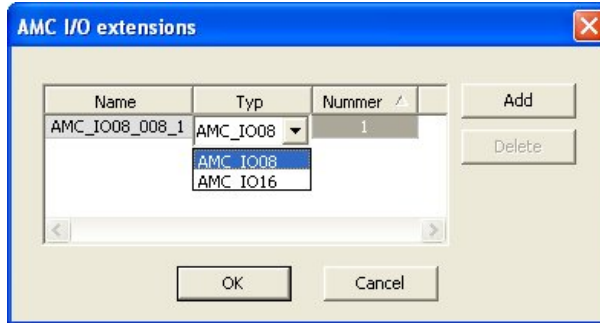 AMC I/O extensions
Name Typ Nummer
AMC_IO08_008_1 AMC_IO08 1
AMC_IO08
AMC_IO16
Add
Delete
OK Cancel